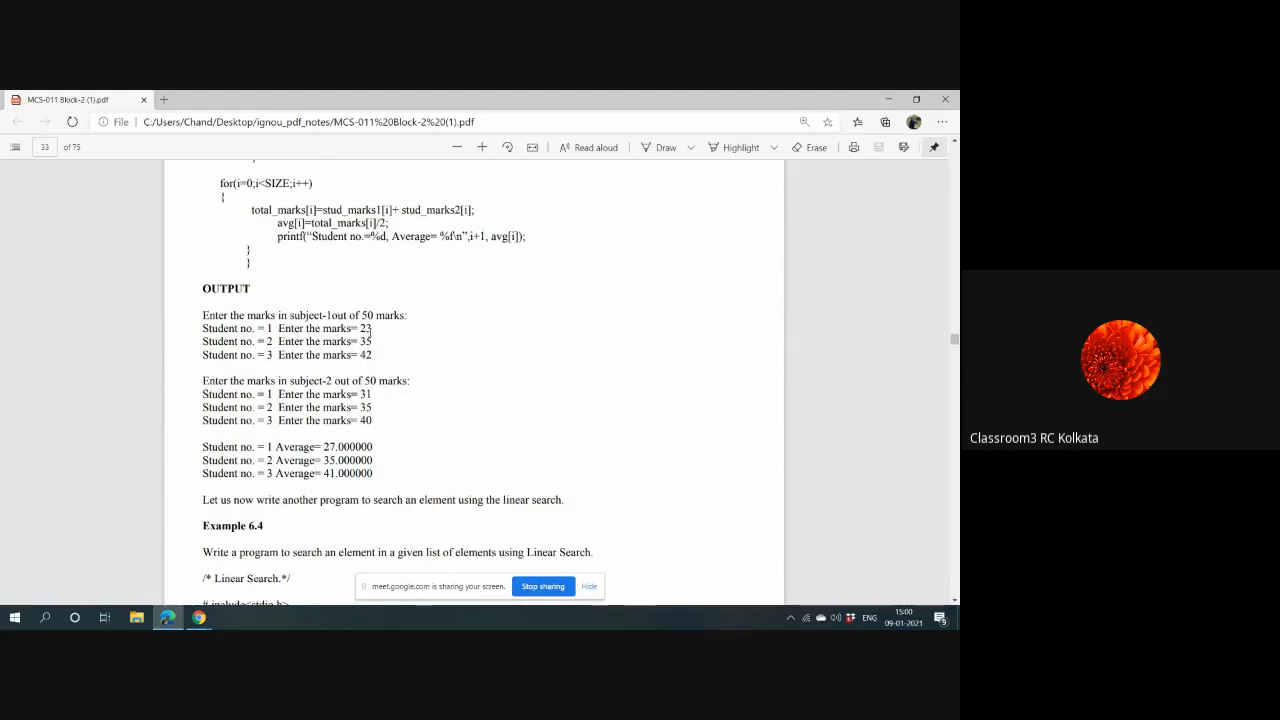 MCS-011 Block-2 (1).pdf
File
C:/Users/Chand/Desktop/ignou_pdf_notes/MCS-011%20Block-2%20(1).pdf
33 of 75
Read aloud
Draw
Highlight
Erase
for(i=0;i<SIZE;i++)
{
total_marks[i]=stud_marks1[i]+ stud_marks2[i];
avg[i]=total_marks[i]/2;
printf(“Student no.=%d, Average= %f\n”,i+1, avg[i]);
}
}
OUTPUT
Enter the marks in subject-1out of 50 marks:
Student no. = 1 Enter the marks= 23
Student no. = 2 Enter the marks= 35
Student no. = 3 Enter the marks= 42
Enter the marks in subject-2 out of 50 marks:
Student no. = 1 Enter the marks= 31
Student no. = 2 Enter the marks= 35
Student no. = 3 Enter the marks= 40
Student no. = 1 Average= 27.000000
Student no. = 2 Average= 35.000000
Student no. = 3 Average= 41.000000
Let us now write another program to search an element using the linear search.
Example 6.4
Write a program to search an element in a given list of elements using Linear Search.
/* Linear Search.*/
# include<stdio.h>
meet.google.com is sharing your screen.
Stop sharing
Hide
ENG
15:00
09-01-2021
Classroom3 RC Kolkata